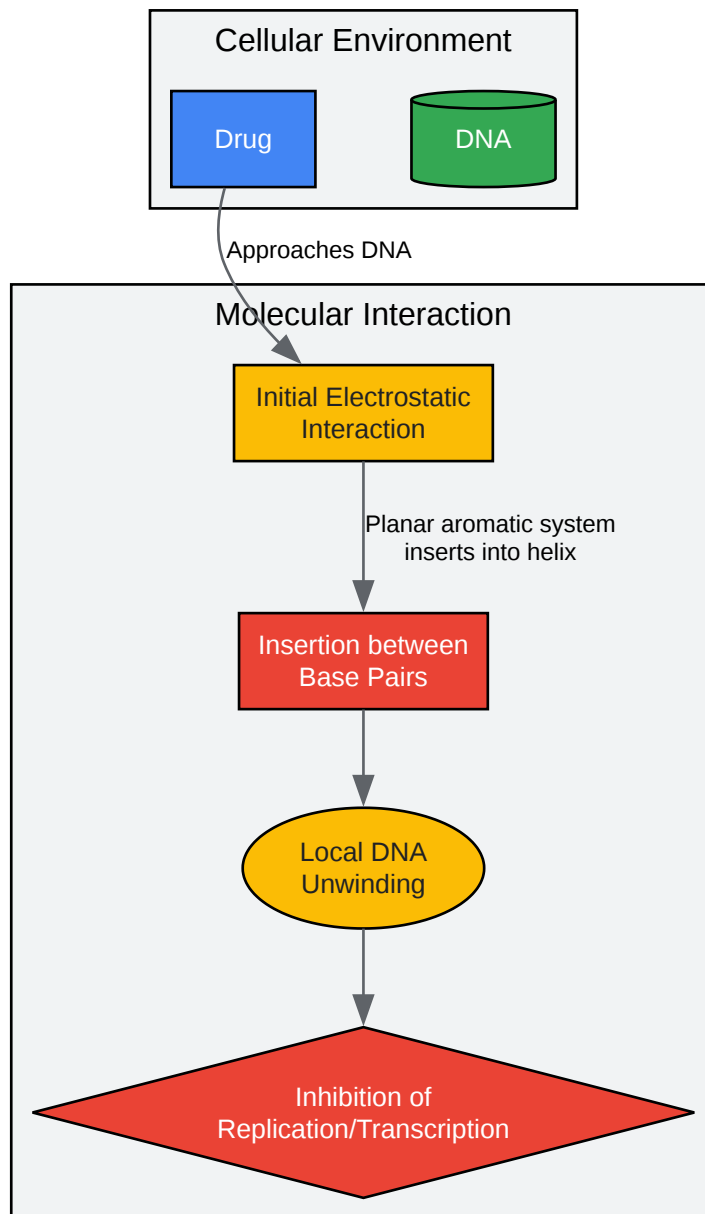 Cellular Environment
Drug
DNA
Approaches DNA
Molecular Interaction
Initial Electrostatic
Interaction
Planar aromatic system
inserts into helix
Insertion between
Base Pairs
Local DNA
Unwinding
Inhibition of
Replication/Transcription